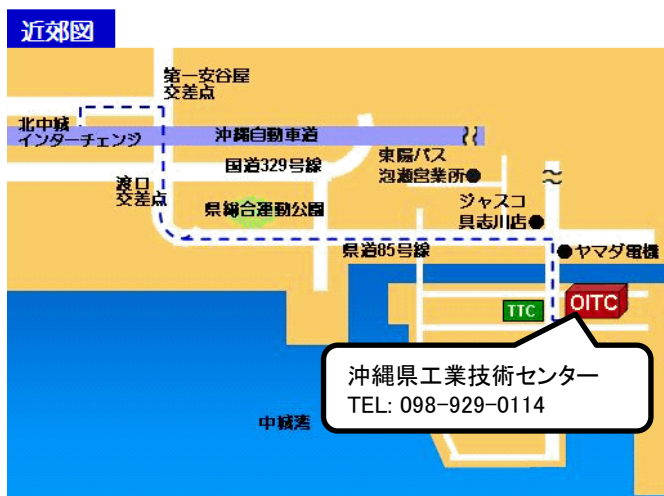 近郊図
第一安谷屋
交差点
北中城
インターチェンジ
沖縄自動車道
国道329号線
東陽バス
泡瀬営業所
渡口
交差点
県総合運動公園
ジャスコ
具志川店
県道85号線
ヤマダ電機
TTC
OITC
沖縄県工業技術センター
TEL: 098-929-0114
中城湾